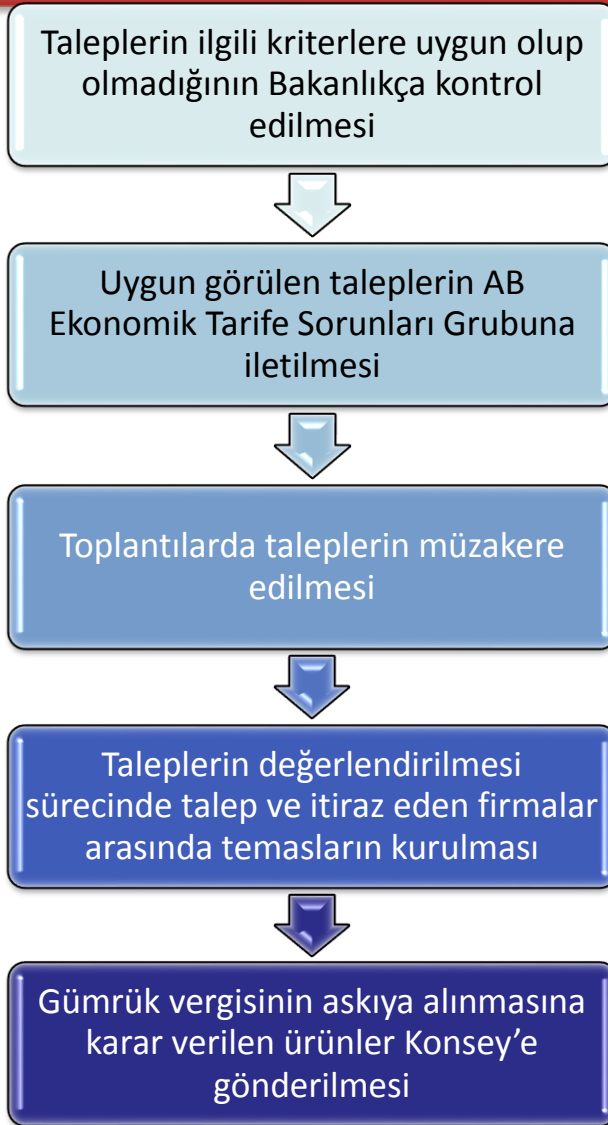 Taleplerin ilgili kriterlere uygun olup
olmadığının Bakanlıkça kontrol
edilmesi
Uygun görülen taleplerin AB
Ekonomik Tarife Sorunları Grubuna
iletilmesi
Toplantılarda taleplerin müzakere
edilmesi
Taleplerin değerlendirilmesi
sürecinde talep ve itiraz eden firmalar
arasında temasların kurulması
Gümrük vergisinin askıya alınmasına
karar verilen ürünler Konsey’e
gönderilmesi